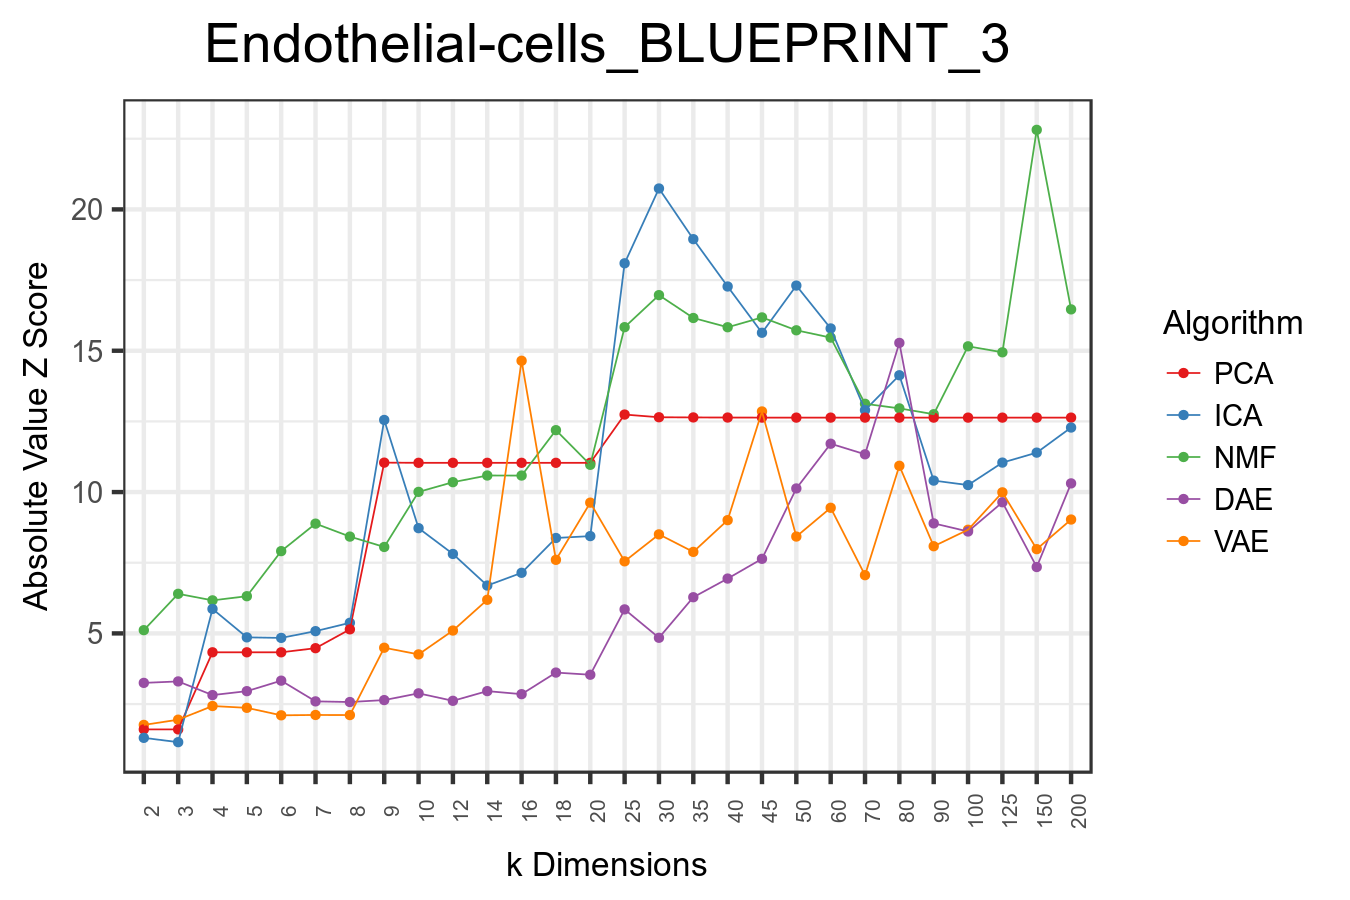 Endothelial-cells_BLUEPRINT_3
Absolute Value Z Score
20
15
10
5
2 3 4 5 6 7 8 9 10 12 14 16 18 20 25 30 35 40 45 50 60 70 80 90 100 125 150 200
k Dimensions
Algorithm
PCA
ICA
NMF
DAE
VAE